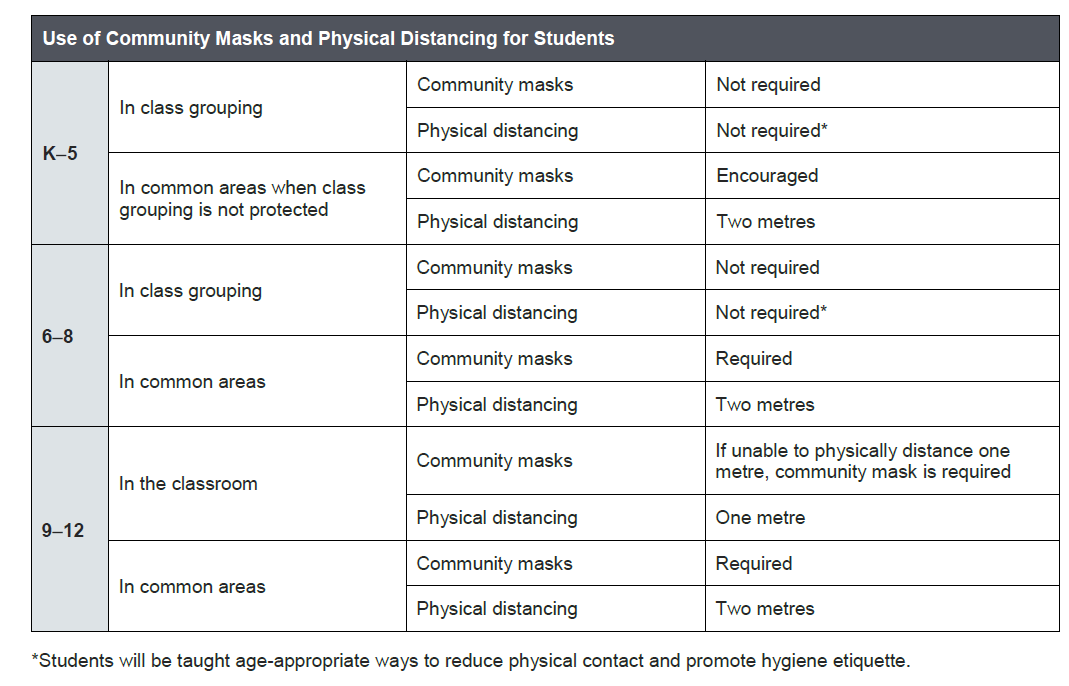 Use of Community Masks and Physical Distancing for Students
K–5
In class grouping
Community masks
Not required
Physical distancing
Not required*
In common areas when class
grouping is not protected
Community masks
Encouraged
Physical distancing
Two metres
6–8
In class grouping
Community masks
Not required
Physical distancing
Not required*
In common areas
Community masks
Required
Physical distancing
Two metres
9–12
In the classroom
Community masks
If unable to physically distance one
metre, community mask is required
Physical distancing
One metre
In common areas
Community masks
Required
Physical distancing
Two metres
*Students will be taught age-appropriate ways to reduce physical contact and promote hygiene etiquette.